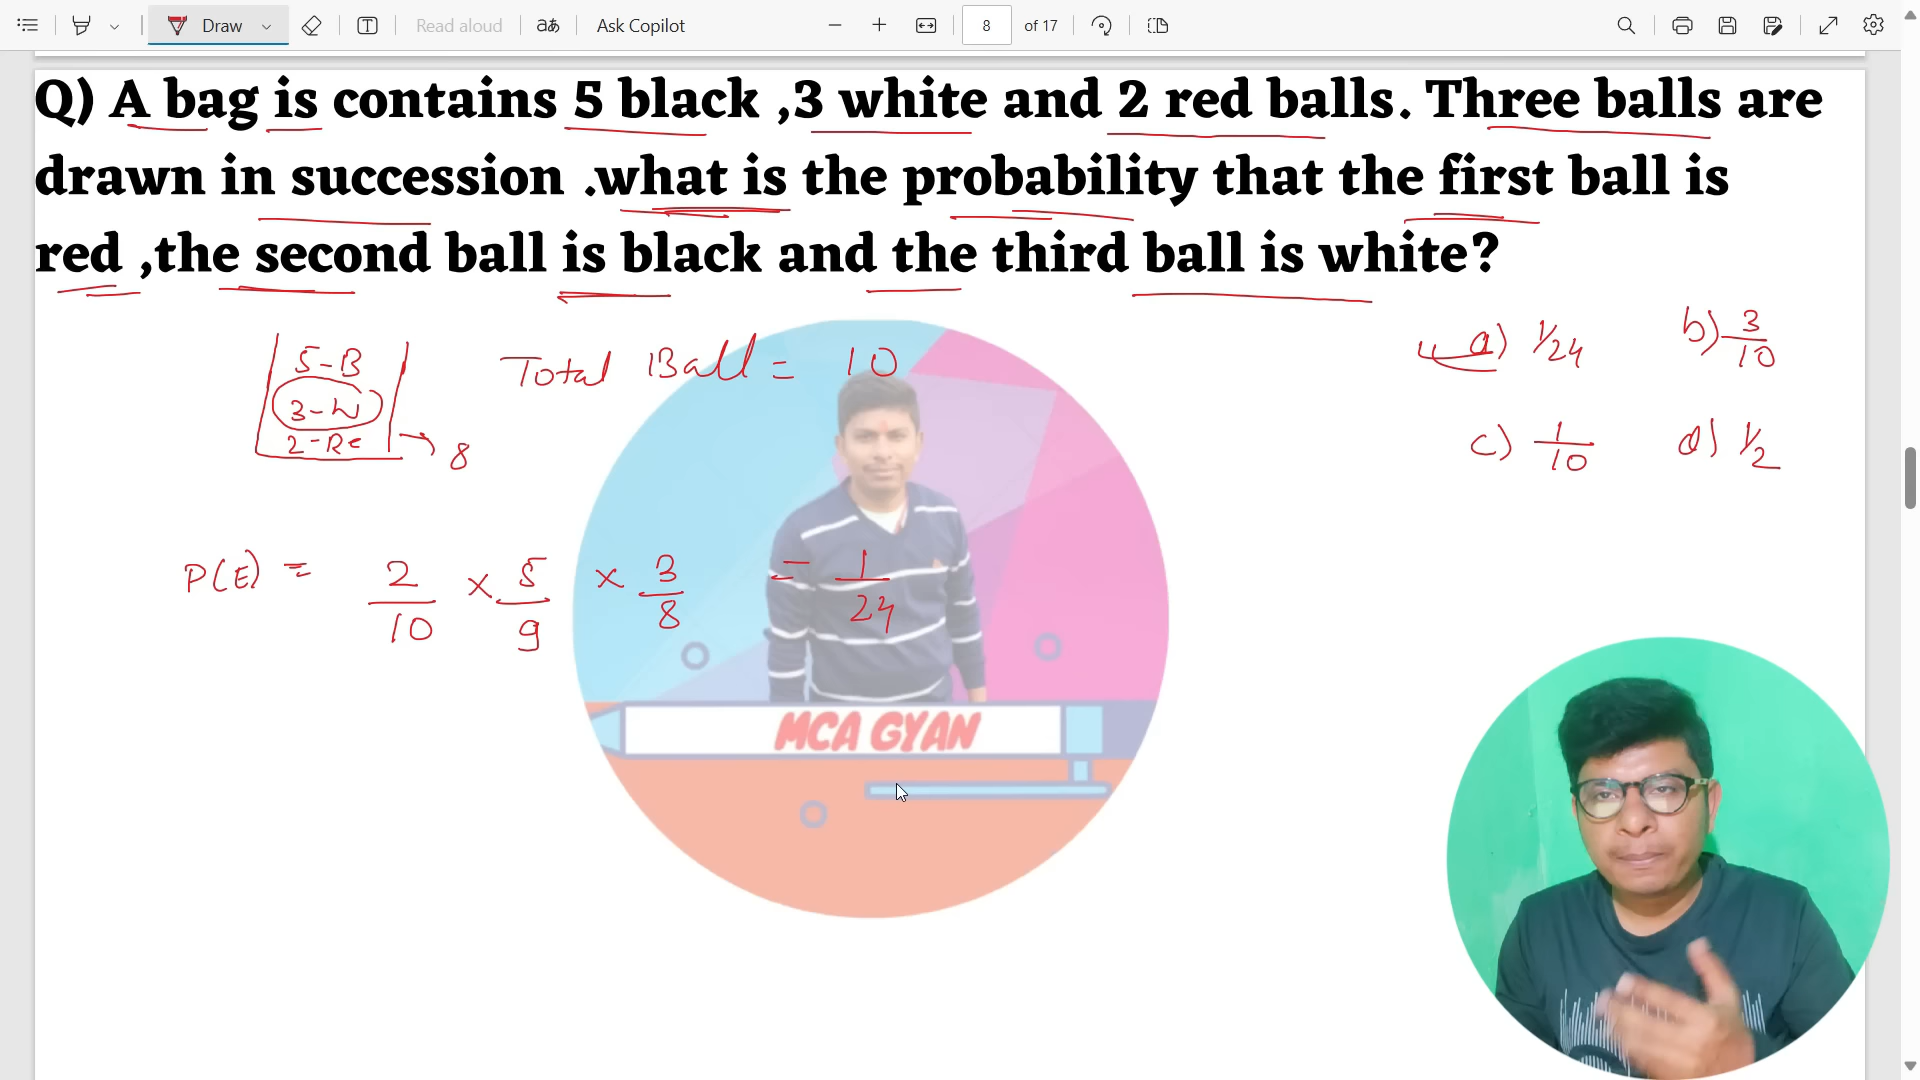 Draw
Read aloud
aあ
Ask Copilot
8
of 17
Q) A bag is contains 5 black ,3 white and 2 red balls. Three balls are
drawn in succession .what is the probability that the first ball is
red ,the second ball is black and the third ball is white?
5-B
3-W
2-Re
8
Total Ball = 10
a) 1/24
b) 3/10
c) 1/10
d) 1/2
P(E) = 2/10 × 5/9 × 3/8 = 1/24
MCA GYAN